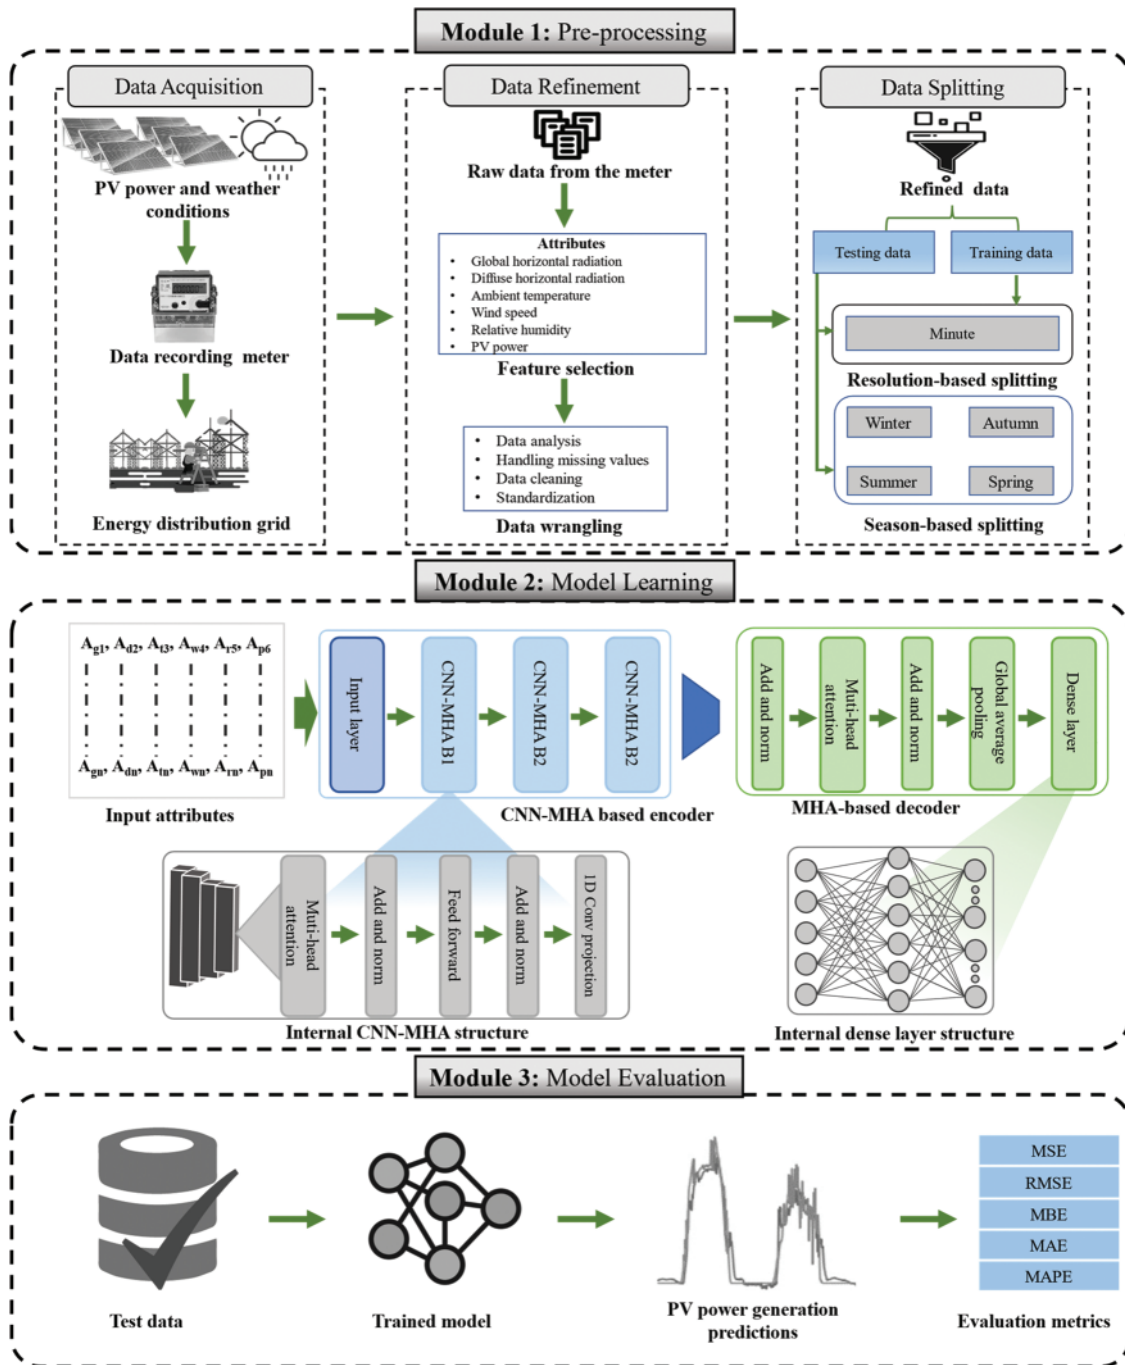 Module 1: Pre-processing
Data Acquisition
PV power and weather
conditions
Data recording meter
Energy distribution grid
Data Refinement
Raw data from the meter
Attributes
• Global horizontal radiation
• Diffuse horizontal radiation
• Ambient temperature
• Wind speed
• Relative humidity
• PV power
Feature selection
• Data analysis
• Handling missing values
• Data cleaning
• Standardization
Data wrangling
Data Splitting
Refined data
Testing data
Training data
Minute
Resolution-based splitting
Winter
Autumn
Summer
Spring
Season-based splitting
Module 2: Model Learning
Ag1, Ad2, At3, Aw4, Ar5, Ap6
Agn, Adn, Atn, Awn, Arn, Apn
Input attributes
Input layer
CNN-MHA B1
CNN-MHA B2
CNN-MHA B2
CNN-MHA based encoder
Add and norm
Muti-head
attention
Add and norm
Global average
pooling
Dense layer
MHA-based decoder
Muti-head
attention
Add and norm
Feed forward
Add and norm
1D Conv projection
Internal CNN-MHA structure
Internal dense layer structure
Module 3: Model Evaluation
Test data
Trained model
PV power generation
predictions
MSE
RMSE
MBE
MAE
MAPE
Evaluation metrics